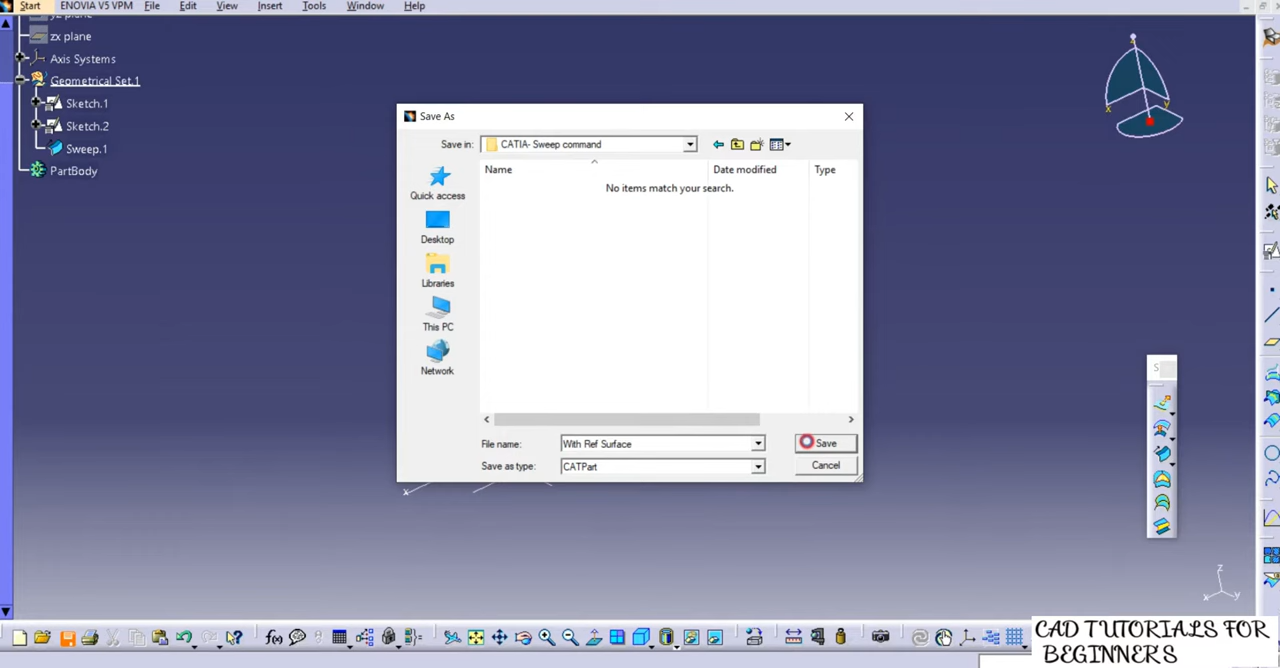 Start ENOVIA V5 VPM File Edit View Insert Tools Window Help
zx plane
Axis Systems
Geometrical Set.1
Sketch.1
Sketch.2
Sweep.1
PartBody
Save As
Save in: CATIA- Sweep command
Name Date modified Type
No items match your search.
Quick access
Desktop
Libraries
This PC
Network
File name: With Ref Surface Save
Save as type: CATPart Cancel
x
y
S
x
z
x y
f(x)
CAD TUTORIALS FOR
BEGINNERS